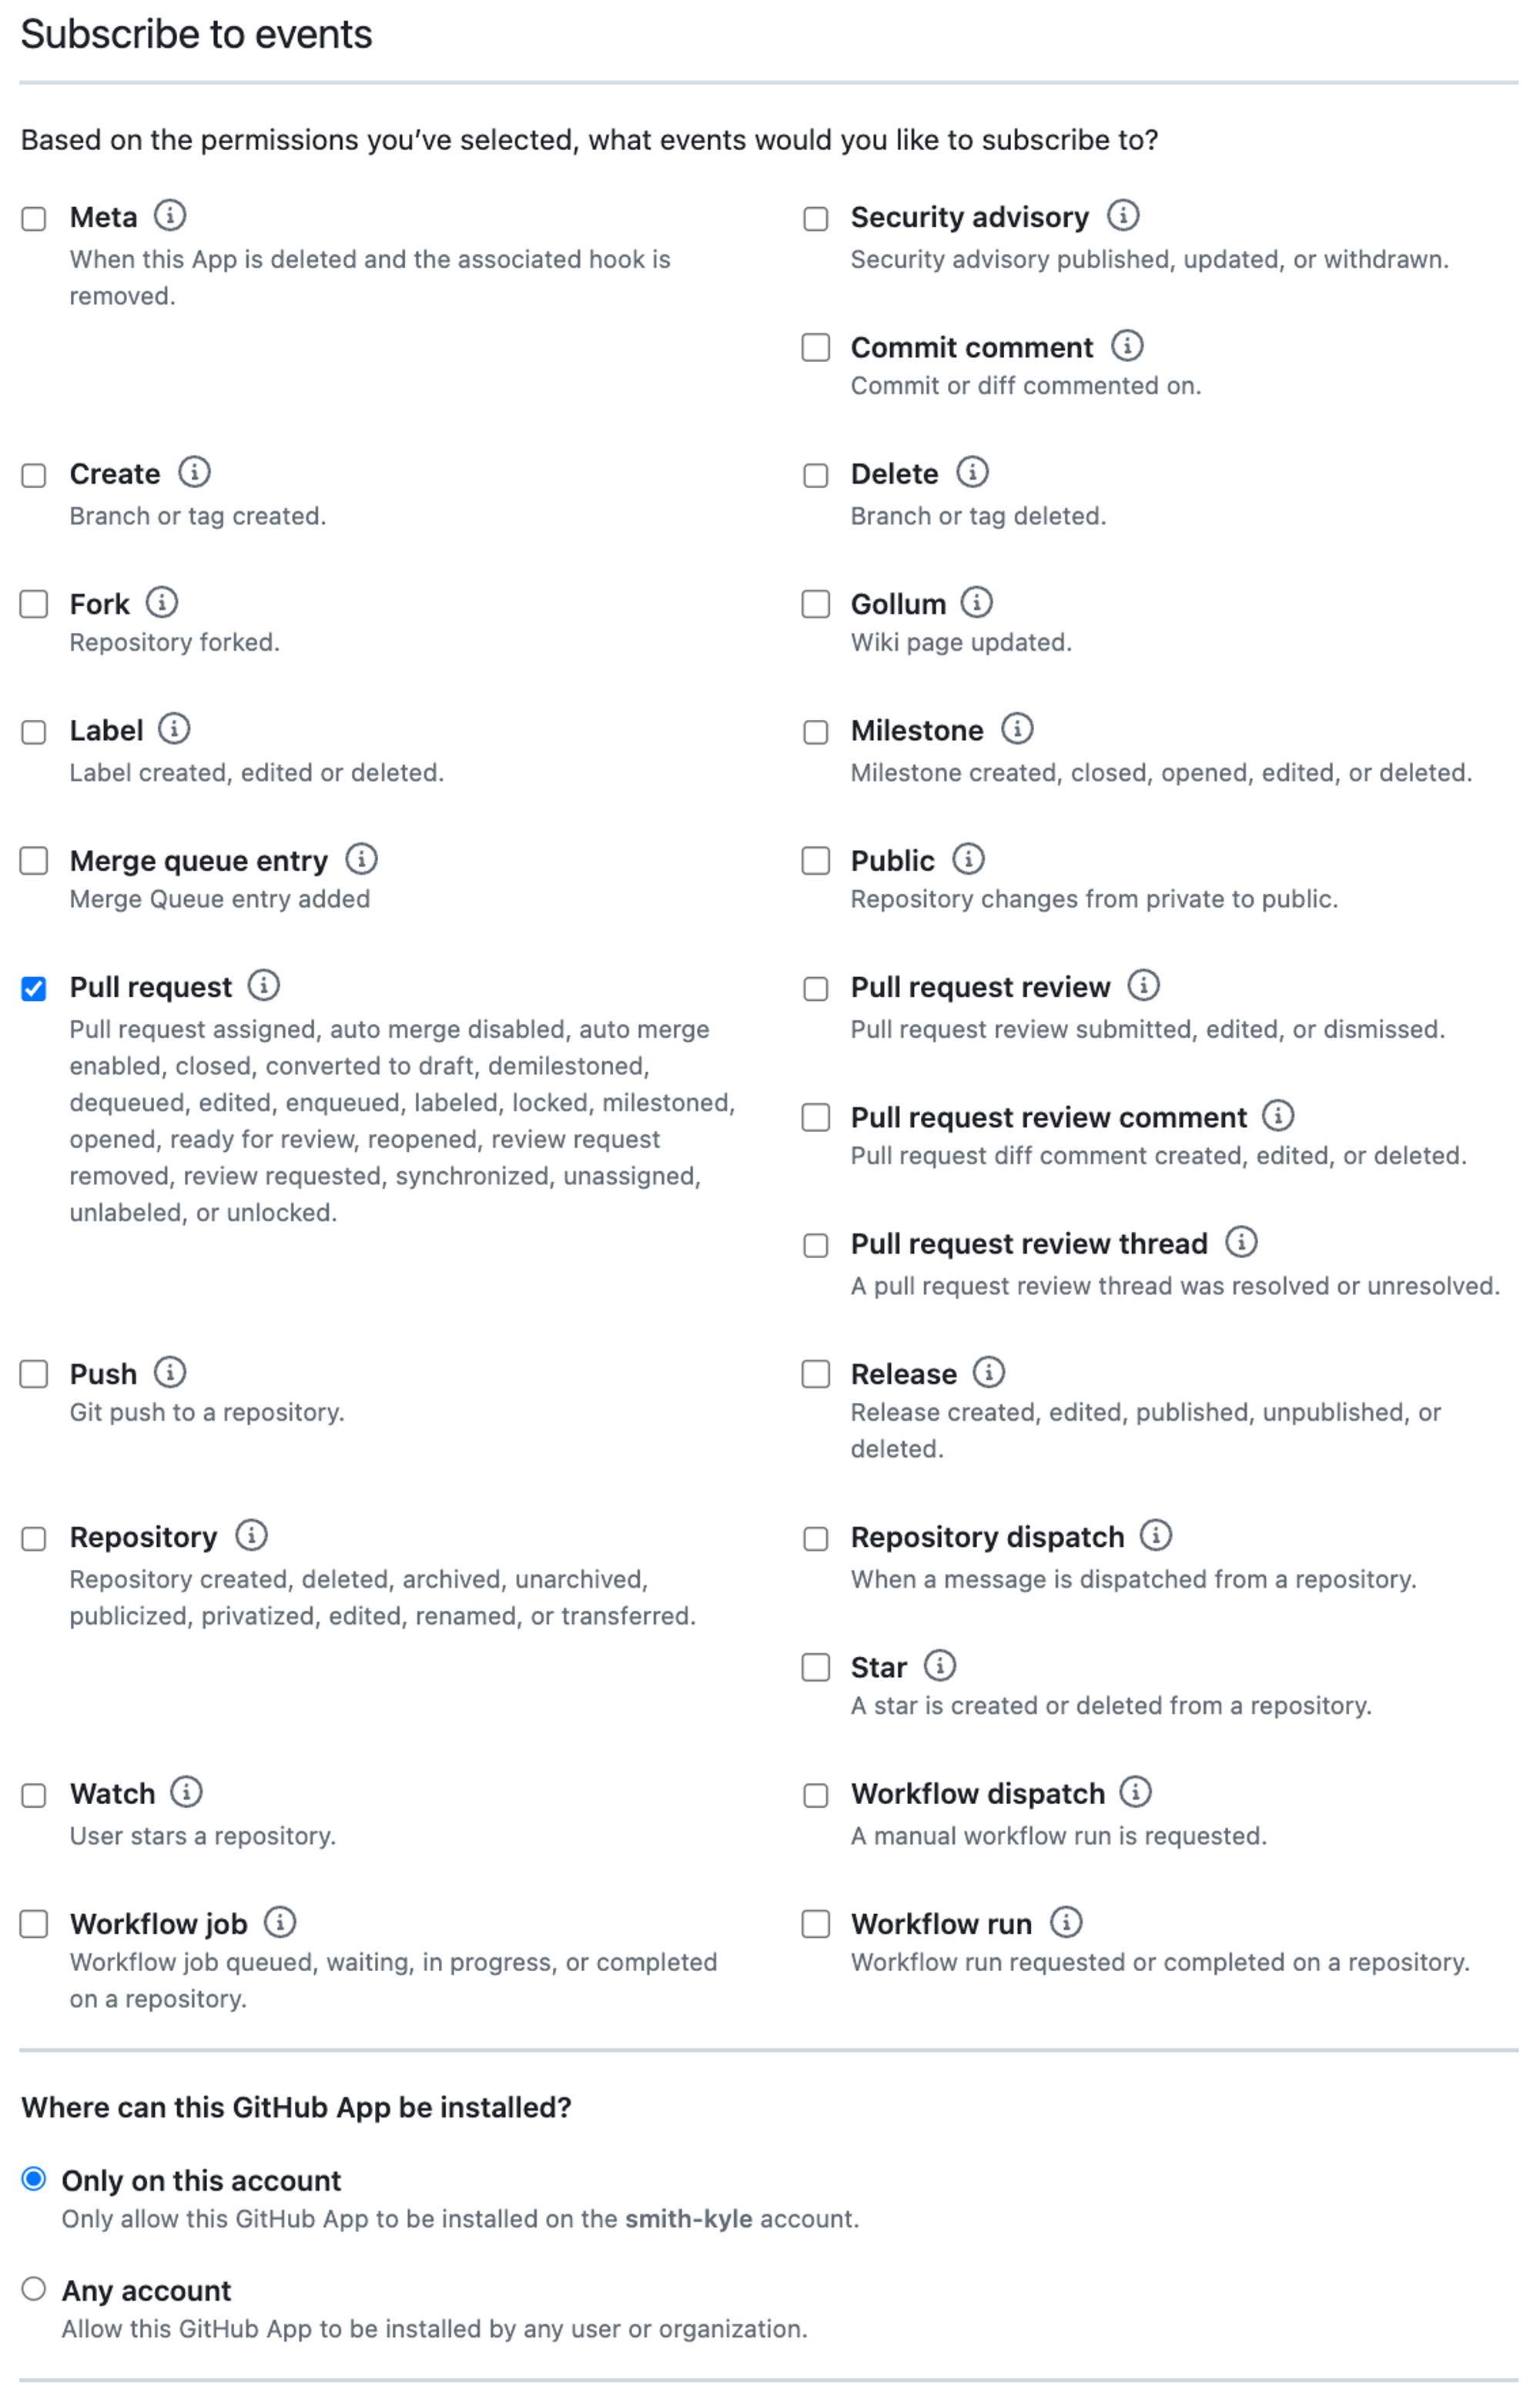 Subscribe to events
Based on the permissions you’ve selected, what events would you like to subscribe to?
Meta
When this App is deleted and the associated hook is
removed.
Security advisory
Security advisory published, updated, or withdrawn.
Commit comment
Commit or diff commented on.
Create
Branch or tag created.
Delete
Branch or tag deleted.
Fork
Repository forked.
Gollum
Wiki page updated.
Label
Label created, edited or deleted.
Milestone
Milestone created, closed, opened, edited, or deleted.
Merge queue entry
Merge Queue entry added
Public
Repository changes from private to public.
Pull request
Pull request assigned, auto merge disabled, auto merge
enabled, closed, converted to draft, demilestoned,
dequeued, edited, enqueued, labeled, locked, milestoned,
opened, ready for review, reopened, review request
removed, review requested, synchronized, unassigned,
unlabeled, or unlocked.
Pull request review
Pull request review submitted, edited, or dismissed.
Pull request review comment
Pull request diff comment created, edited, or deleted.
Pull request review thread
A pull request review thread was resolved or unresolved.
Push
Git push to a repository.
Release
Release created, edited, published, unpublished, or
deleted.
Repository
Repository created, deleted, archived, unarchived,
publicized, privatized, edited, renamed, or transferred.
Repository dispatch
When a message is dispatched from a repository.
Star
A star is created or deleted from a repository.
Watch
User stars a repository.
Workflow dispatch
A manual workflow run is requested.
Workflow job
Workflow job queued, waiting, in progress, or completed
on a repository.
Workflow run
Workflow run requested or completed on a repository.
Where can this GitHub App be installed?
Only on this account
Only allow this GitHub App to be installed on the smith-kyle account.
Any account
Allow this GitHub App to be installed by any user or organization.